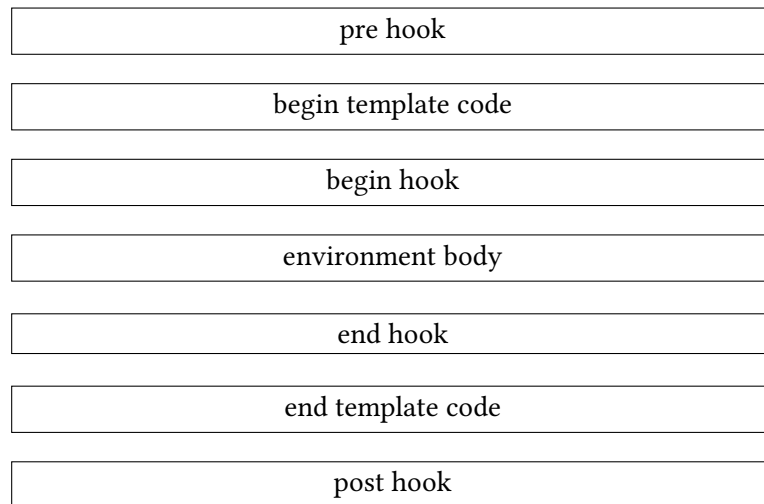 pre hook
begin template code
begin hook
environment body
end hook
end template code
post hook